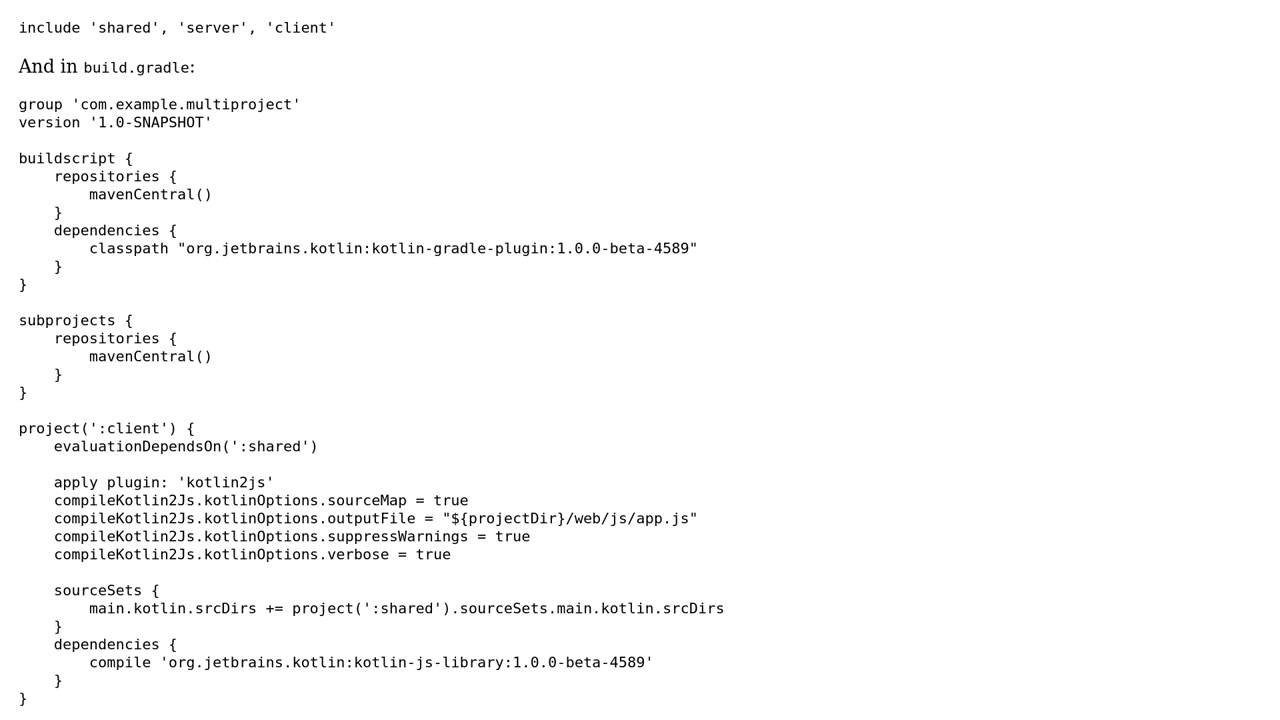 include 'shared', 'server', 'client'
And in build.gradle:
group 'com.example.multiproject'
version '1.0-SNAPSHOT'
buildscript {
    repositories {
        mavenCentral()
    }
    dependencies {
        classpath "org.jetbrains.kotlin:kotlin-gradle-plugin:1.0.0-beta-4589"
    }
}
subprojects {
    repositories {
        mavenCentral()
    }
}
project(':client') {
    evaluationDependsOn(':shared')
    apply plugin: 'kotlin2js'
    compileKotlin2Js.kotlinOptions.sourceMap = true
    compileKotlin2Js.kotlinOptions.outputFile = "${projectDir}/web/js/app.js"
    compileKotlin2Js.kotlinOptions.suppressWarnings = true
    compileKotlin2Js.kotlinOptions.verbose = true
    sourceSets {
        main.kotlin.srcDirs += project(':shared').sourceSets.main.kotlin.srcDirs
    }
    dependencies {
        compile 'org.jetbrains.kotlin:kotlin-js-library:1.0.0-beta-4589'
    }
}